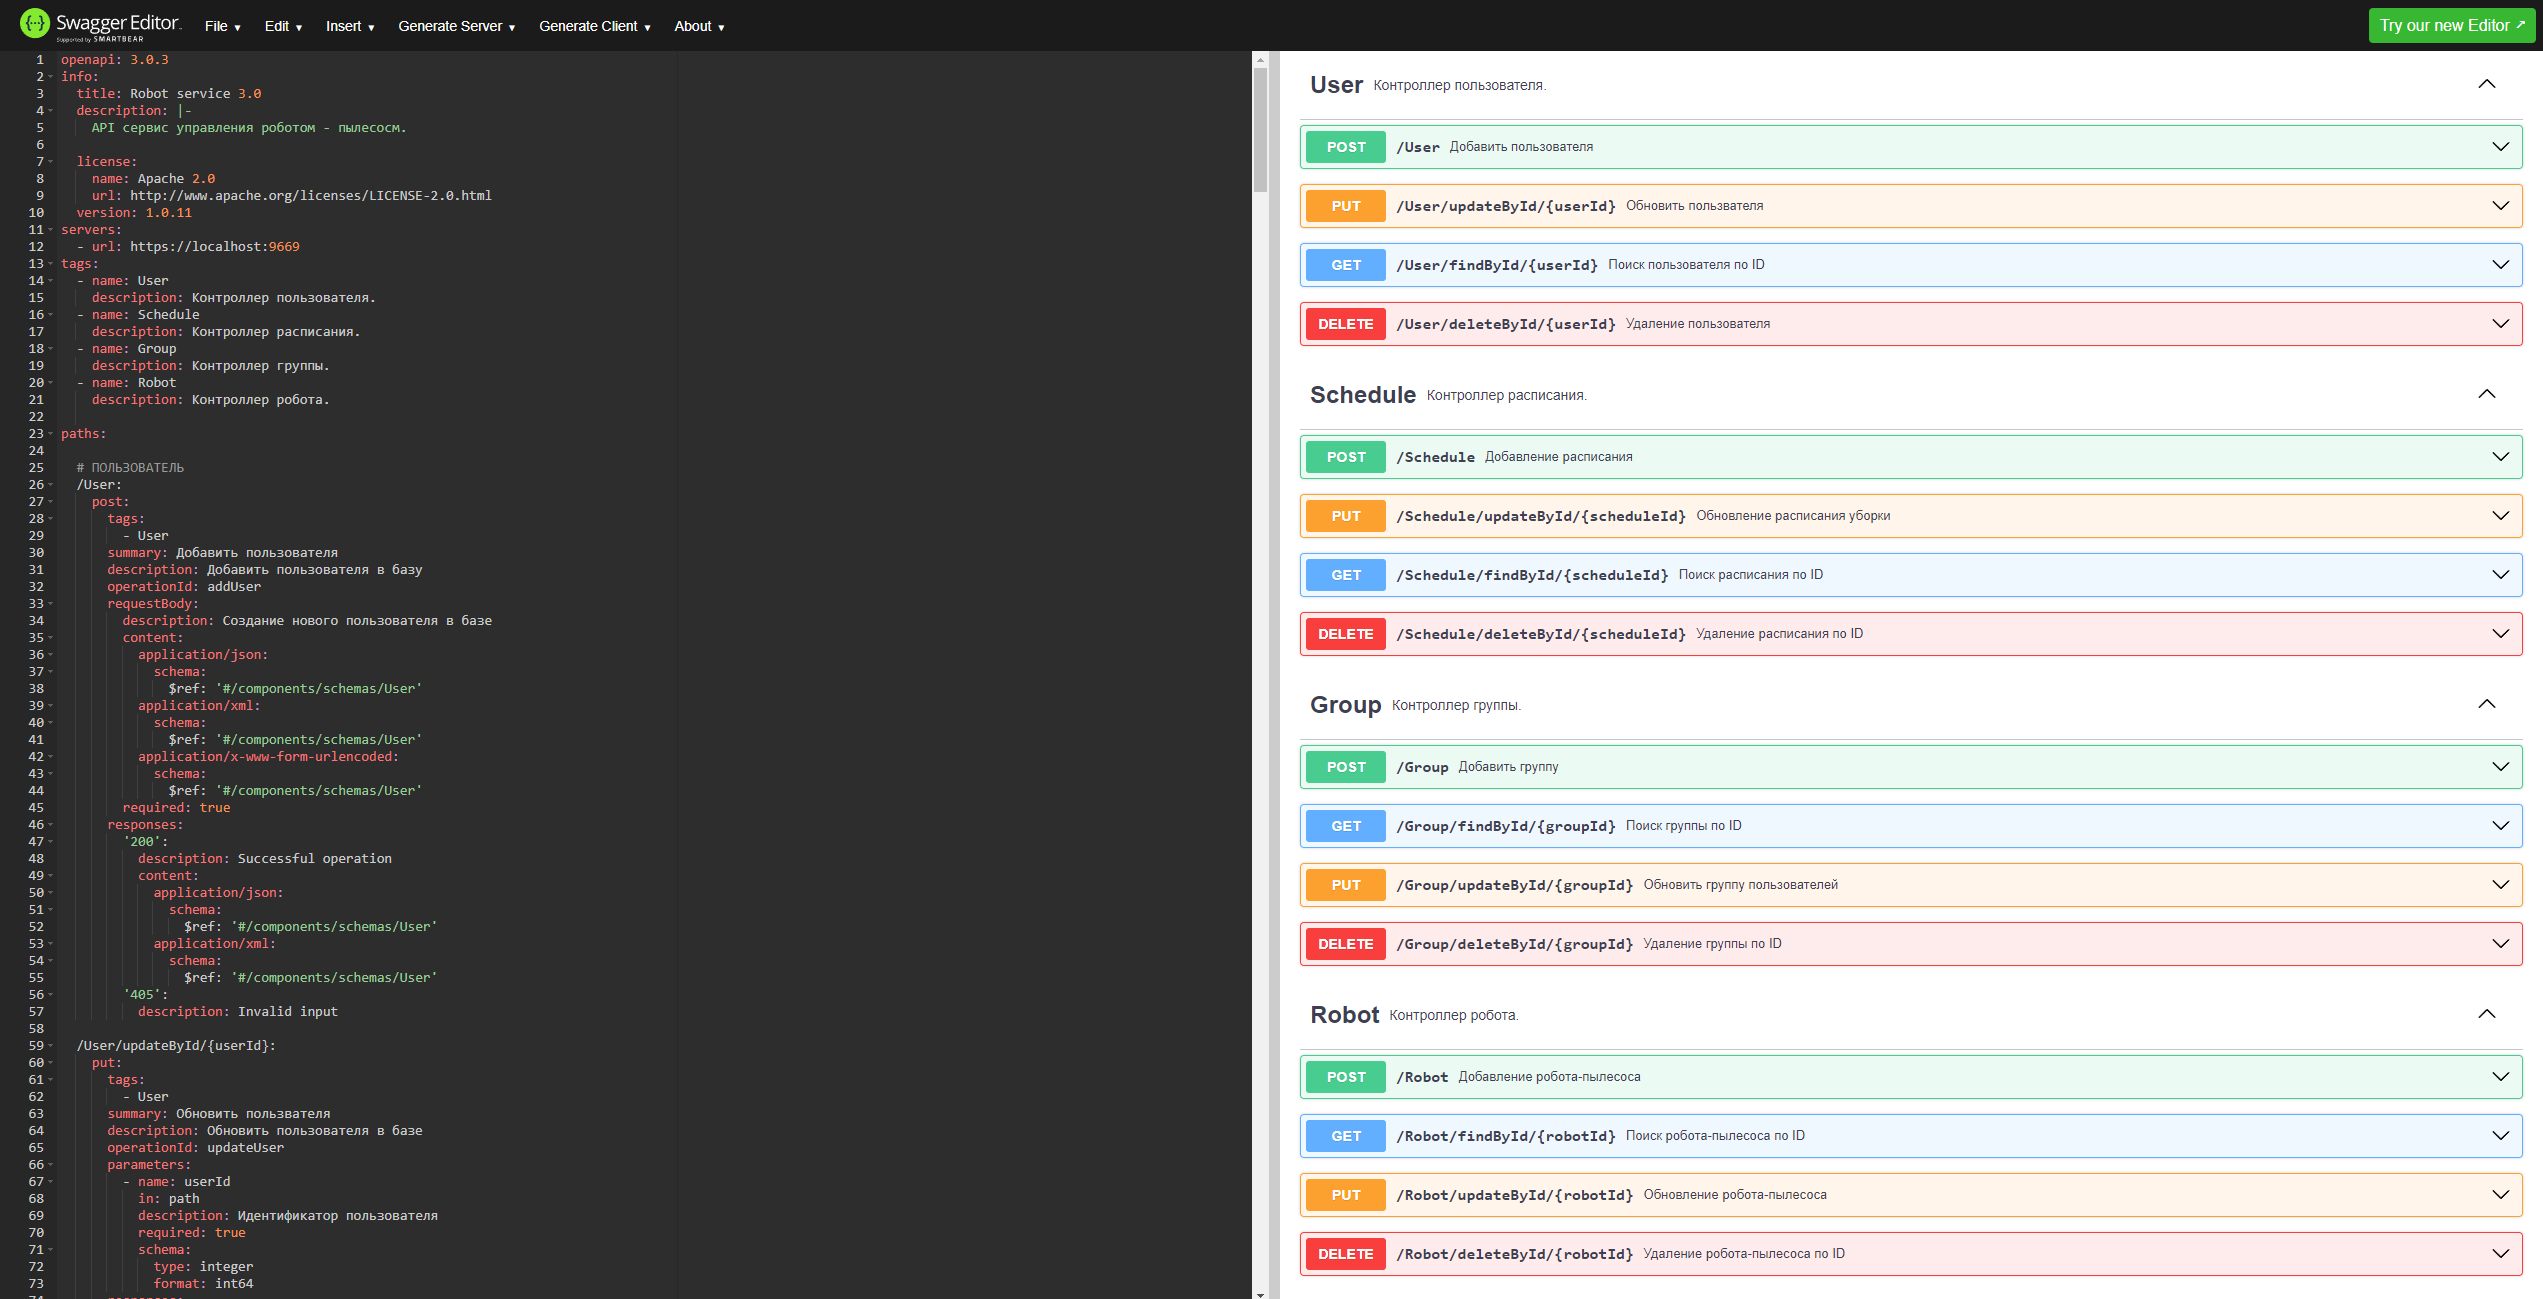 Swagger Editor
Supported by SMARTBEAR
File Edit Insert Generate Server Generate Client About
Try our new Editor
1 openapi: 3.0.3
2 info:
3 title: Robot service 3.0
4 description: |-
5 API сервис управления роботом - пылесосм.
6
7 license:
8 name: Apache 2.0
9 url: http://www.apache.org/licenses/LICENSE-2.0.html
10 version: 1.0.11
11 servers:
12 - url: https://localhost:9669
13 tags:
14 - name: User
15 description: Контроллер пользователя.
16 - name: Schedule
17 description: Контроллер расписания.
18 - name: Group
19 description: Контроллер группы.
20 - name: Robot
21 description: Контроллер робота.
22
23 paths:
24
25 # ПОЛЬЗОВАТЕЛЬ
26 /User:
27 post:
28 tags:
29 - User
30 summary: Добавить пользователя
31 description: Добавить пользователя в базу
32 operationId: addUser
33 requestBody:
34 description: Создание нового пользователя в базе
35 content:
36 application/json:
37 schema:
38 $ref: '#/components/schemas/User'
39 application/xml:
40 schema:
41 $ref: '#/components/schemas/User'
42 application/x-www-form-urlencoded:
43 schema:
44 $ref: '#/components/schemas/User'
45 required: true
46 responses:
47 '200':
48 description: Successful operation
49 content:
50 application/json:
51 schema:
52 $ref: '#/components/schemas/User'
53 application/xml:
54 schema:
55 $ref: '#/components/schemas/User'
56 '405':
57 description: Invalid input
58
59 /User/updateById/{userId}:
60 put:
61 tags:
62 - User
63 summary: Обновить пользвателя
64 description: Обновить пользователя в базе
65 operationId: updateUser
66 parameters:
67 - name: userId
68 in: path
69 description: Идентификатор пользователя
70 required: true
71 schema:
72 type: integer
73 format: int64
74 responses:
User Контроллер пользователя.
POST /User Добавить пользователя
PUT /User/updateById/{userId} Обновить пользвателя
GET /User/findById/{userId} Поиск пользователя по ID
DELETE /User/deleteById/{userId} Удаление пользователя
Schedule Контроллер расписания.
POST /Schedule Добавление расписания
PUT /Schedule/updateById/{scheduleId} Обновление расписания уборки
GET /Schedule/findById/{scheduleId} Поиск расписания по ID
DELETE /Schedule/deleteById/{scheduleId} Удаление расписания по ID
Group Контроллер группы.
POST /Group Добавить группу
GET /Group/findById/{groupId} Поиск группы по ID
PUT /Group/updateById/{groupId} Обновить группу пользователей
DELETE /Group/deleteById/{groupId} Удаление группы по ID
Robot Контроллер робота.
POST /Robot Добавление робота-пылесоса
GET /Robot/findById/{robotId} Поиск робота-пылесоса по ID
PUT /Robot/updateById/{robotId} Обновление робота-пылесоса
DELETE /Robot/deleteById/{robotId} Удаление робота-пылесоса по ID